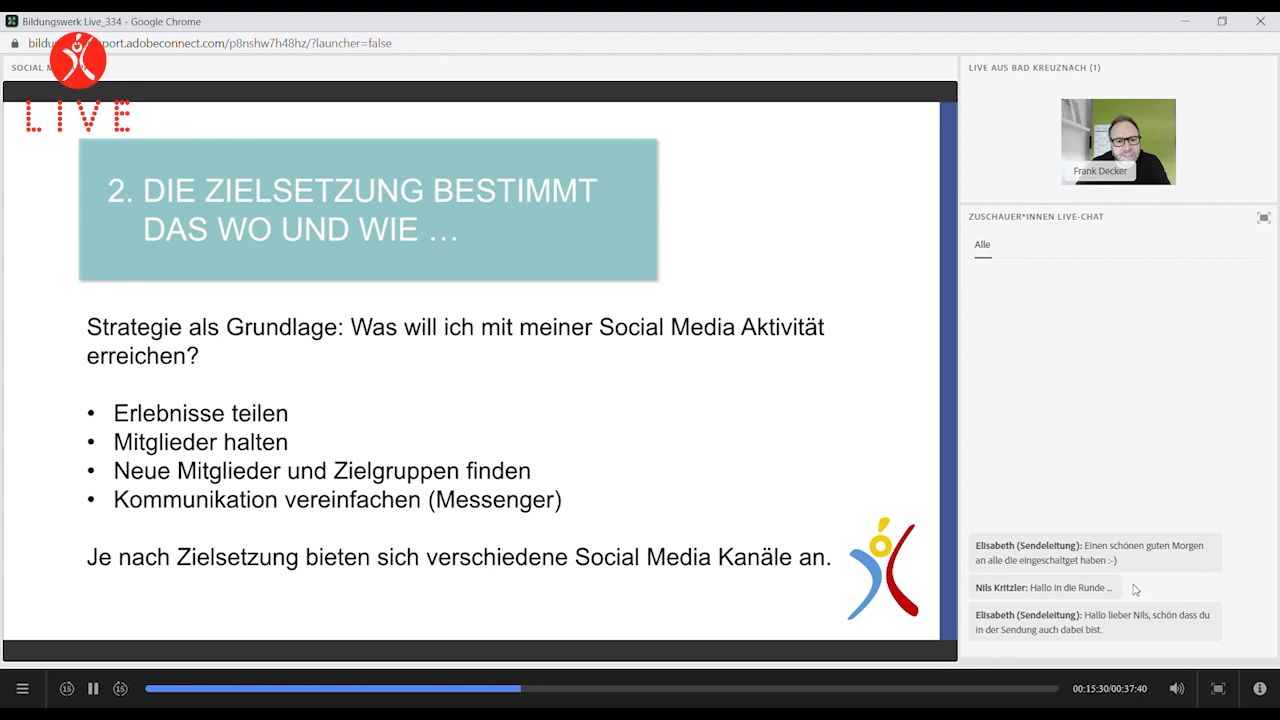 Bildungswerk Live_334 - Google Chrome
port.adobeconnect.com/p8nshw7h48hz/?launcher=false
SOCIAL
LIVE AUS BAD KREUZNACH (1)
LIVE
Frank Decker
2. DIE ZIELSETZUNG BESTIMMT
DAS WO UND WIE …
Strategie als Grundlage: Was will ich mit meiner Social Media Aktivität
erreichen?
• Erlebnisse teilen
• Mitglieder halten
• Neue Mitglieder und Zielgruppen finden
• Kommunikation vereinfachen (Messenger)
Je nach Zielsetzung bieten sich verschiedene Social Media Kanäle an.
ZUSCHAUER*INNEN LIVE-CHAT
Alle
Elisabeth (Sendeleitung): Einen schönen guten Morgen
an alle die eingeschaltget haben :-)
Nils Kritzler: Hallo in die Runde ...
Elisabeth (Sendeleitung): Hallo lieber Nils, schön dass du
in der Sendung auch dabei bist.
15
15
00:15:30/00:37:40